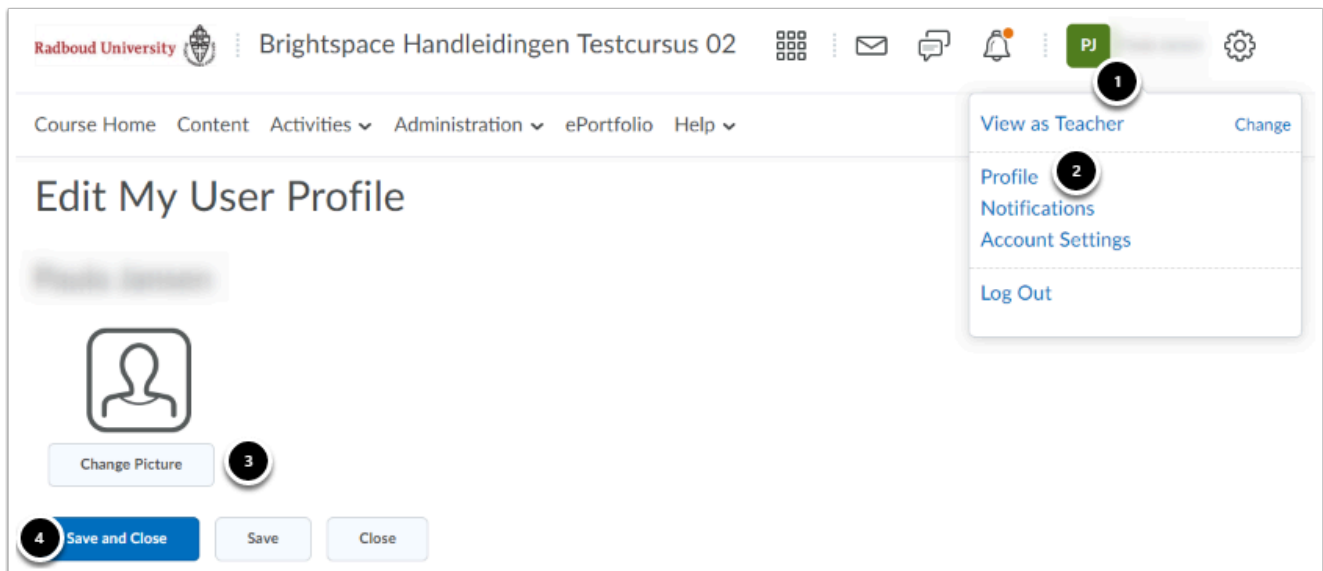 Radboud University Brightspace Handleidingen Testcursus 02 PJ
1
Course Home Content Activities Administration ePortfolio Help
View as Teacher Change
Profile 2
Notifications
Account Settings
Log Out
Edit My User Profile
Change Picture 3
4 Save and Close Save Close